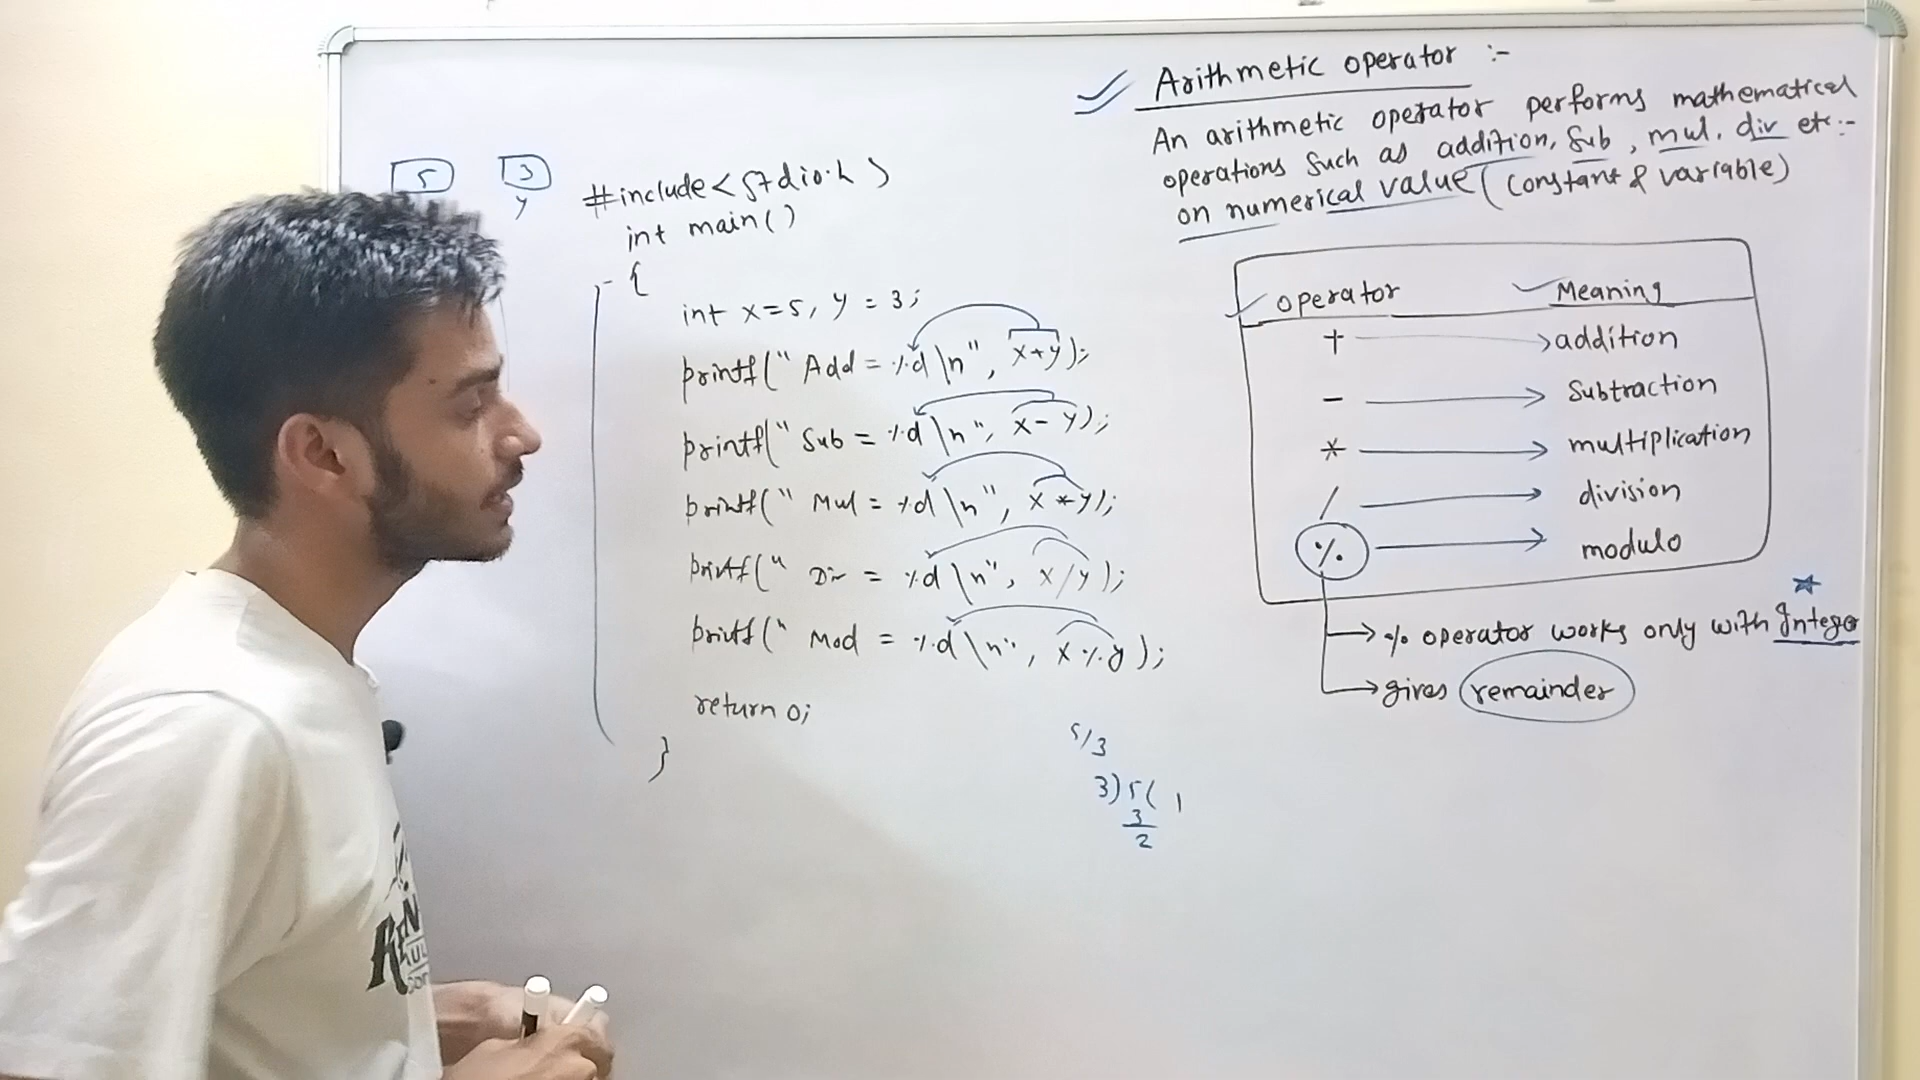 Arithmetic operator :-
An arithmetic operator performs mathematical
operations such as addition, Sub, mul, div etc:-
on numerical value (constant & variable)
5 3
y
#include<stdio.h>
int main()
{
int x=5, y = 3;
printf("Add = %d \n", x+y);
printf("Sub = %d \n", x-y);
printf("Mul = %d \n", x*y);
printf("Div = %d \n", x/y);
printf("Mod = %d \n", x%y);
return 0;
}
operator Meaning
+ addition
- Subtraction
* multiplication
/ division
% modulo
% operator works only with Integer
gives remainder
5/3
3)5( 1
3
2